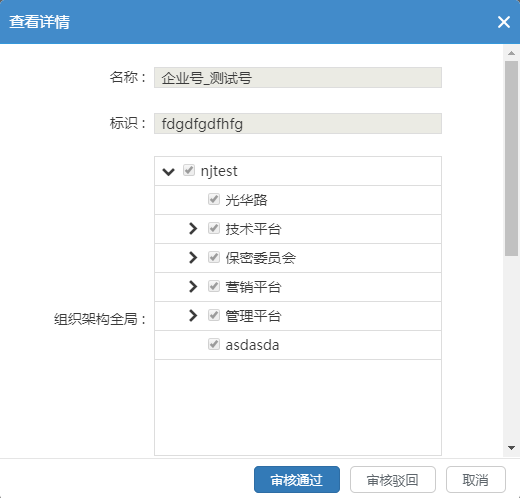 查看详情
名称 : 企业号_测试号
标识 : fdgdfgdfhfg
njtest
光华路
技术平台
保密委员会
营销平台
组织架构全局 : 管理平台
asdasda
审核通过 审核驳回 取消